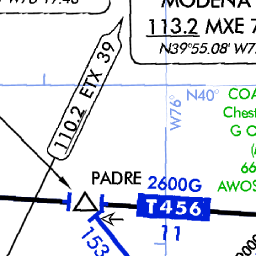 MODENA
113.2 MXE
N39°55.08' W7
110.2 ETX 39
N40°
W76°
COA
Chest
G O
66
AWOS
PADRE
2600G
T456
11
153